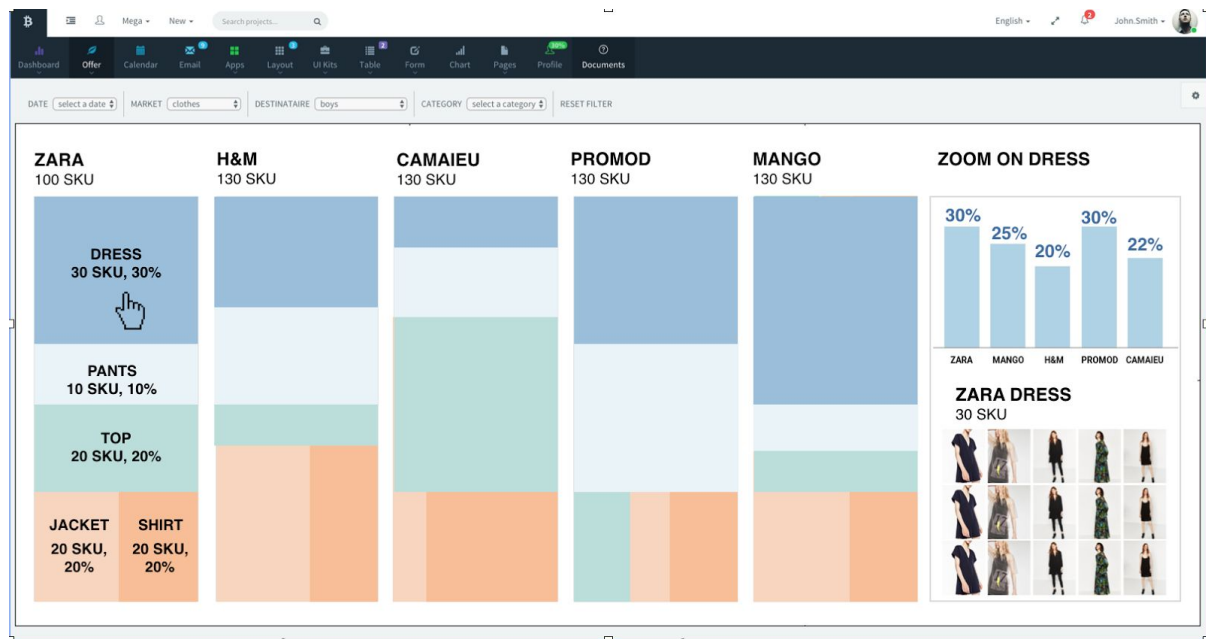 Mega
New
Search projects...
English
2
John.Smith
Dashboard
Offer
Calendar
Email
5
Apps
Layout
UI Kits
Table
2
Form
Chart
Pages
Profile
30%
Documents
DATE select a date
MARKET clothes
DESTINATAIRE boys
CATEGORY select a category
RESET FILTER
ZARA
100 SKU
H&M
130 SKU
CAMAIEU
130 SKU
PROMOD
130 SKU
MANGO
130 SKU
ZOOM ON DRESS
DRESS
30 SKU, 30%
PANTS
10 SKU, 10%
TOP
20 SKU, 20%
JACKET
20 SKU,
20%
SHIRT
20 SKU,
20%
30%
25%
20%
30%
22%
ZARA
MANGO
H&M
PROMOD
CAMAIEU
ZARA DRESS
30 SKU